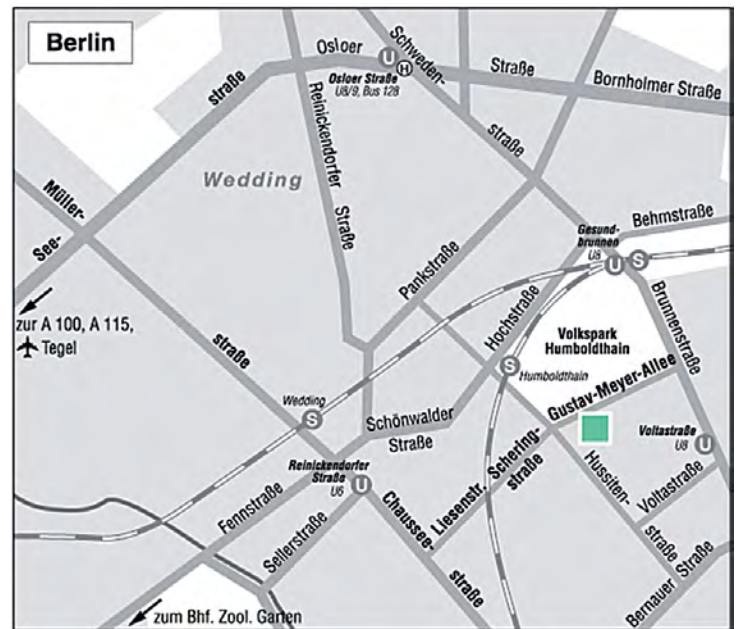 Berlin
Osloer
Straße
Bornholmer Straße
Schweden-
straße
U
H
Osloer Straße
U8/9, Bus 128
Reinickendorfer
Straße
straße
See-
Wedding
Müller-
straße
Behmstraße
Gesund-
brunnen
U8
U
S
Pankstraße
Hochstraße
Brunnenstraße
Volkspark
Humboldthain
zur A 100, A 115,
Tegel
S
Humboldthain
Gustav-Meyer-Allee
Wedding
S
Schönwalder
Straße
Voltastraße
U8
U
Reinickendorfer
Straße
U6
U
Liesenstr.
Schering-
straße
Hussiten-
straße
Voltastraße
Fennstraße
Sellerstraße
Chaussee-
straße
Bernauer Straße
zum Bhf. Zool. Garten